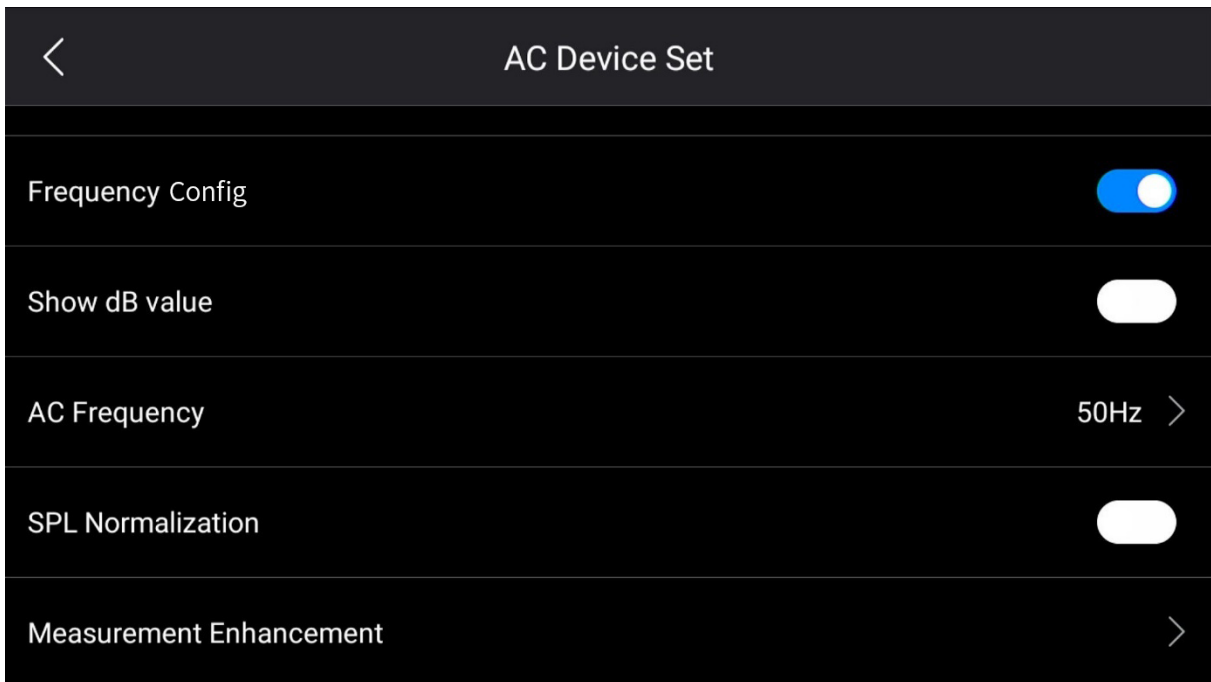 AC Device Set
Frequency Config
Show dB value
AC Frequency 50Hz
SPL Normalization
Measurement Enhancement